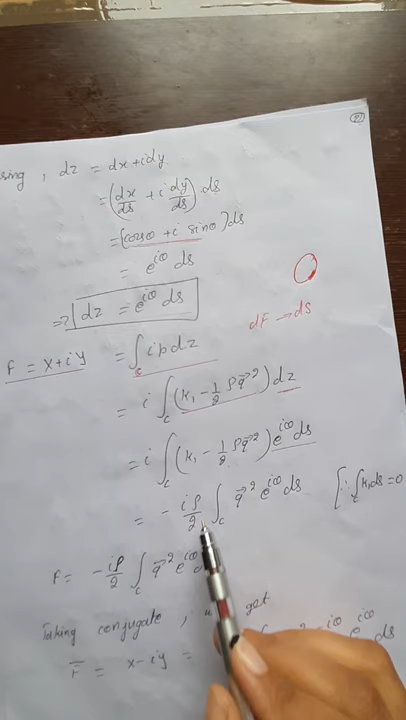 sing, dz = dx+idy
= (dx/ds + i dy/ds) ds
= [cosθ + i sinθ] ds
= e^{iθ} ds
=> dz = e^{iθ} ds
dF → ds
F = X+iY = ∫_c ip dz
= i ∫_c (k₁ - 1/2 ρq⃗²) dz
= i ∫_c (k₁ - 1/2 ρq⃗²) e^{iθ} ds
= - iρ/2 ∫_c q⃗² e^{iθ} ds [∵ ∫_c k₁ds = 0
F = - iρ/2 ∫_c q⃗² e^{iθ}
Taking conjugate, get
F̄ = X-iY = e^{iθ} ds